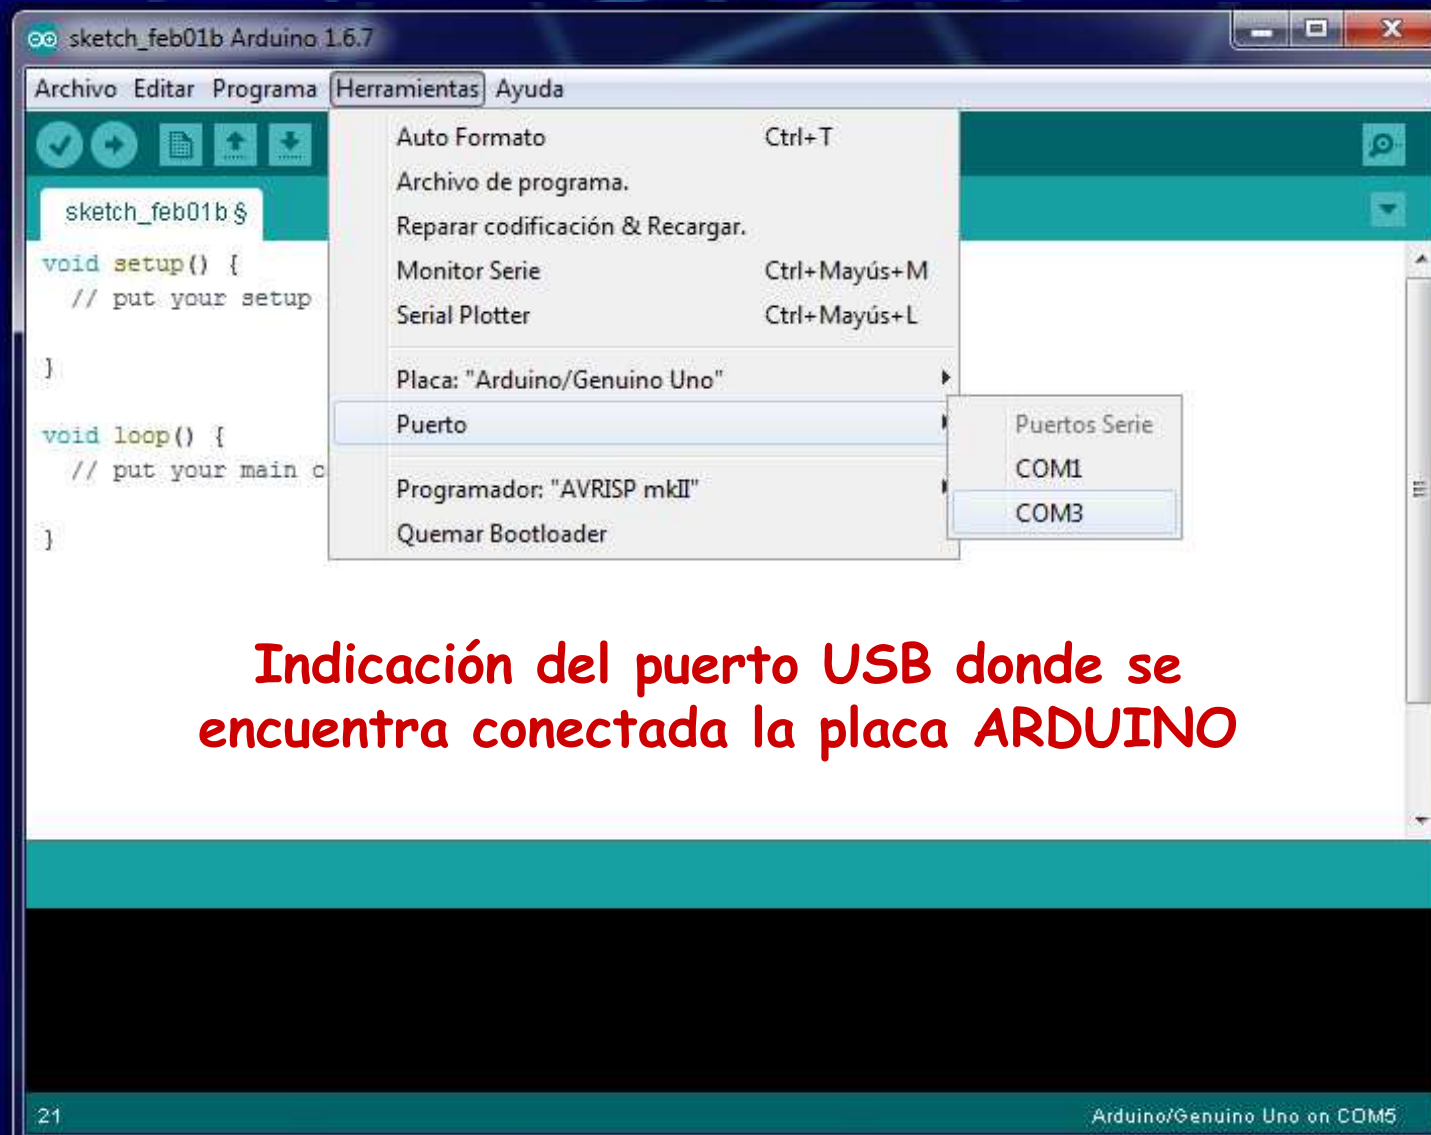 sketch_feb01b Arduino 1.6.7
Archivo Editar Programa Herramientas Ayuda
Auto Formato Ctrl+T
Archivo de programa.
Reparar codificación & Recargar.
Monitor Serie Ctrl+Mayús+M
Serial Plotter Ctrl+Mayús+L
Placa: "Arduino/Genuino Uno"
Puerto
Programador: "AVRISP mkII"
Quemar Bootloader
Puertos Serie
COM1
COM3
sketch_feb01b §
void setup() {
// put your setup
}
void loop() {
// put your main c
}
Indicación del puerto USB donde se
encuentra conectada la placa ARDUINO
21
Arduino/Genuino Uno on COM5